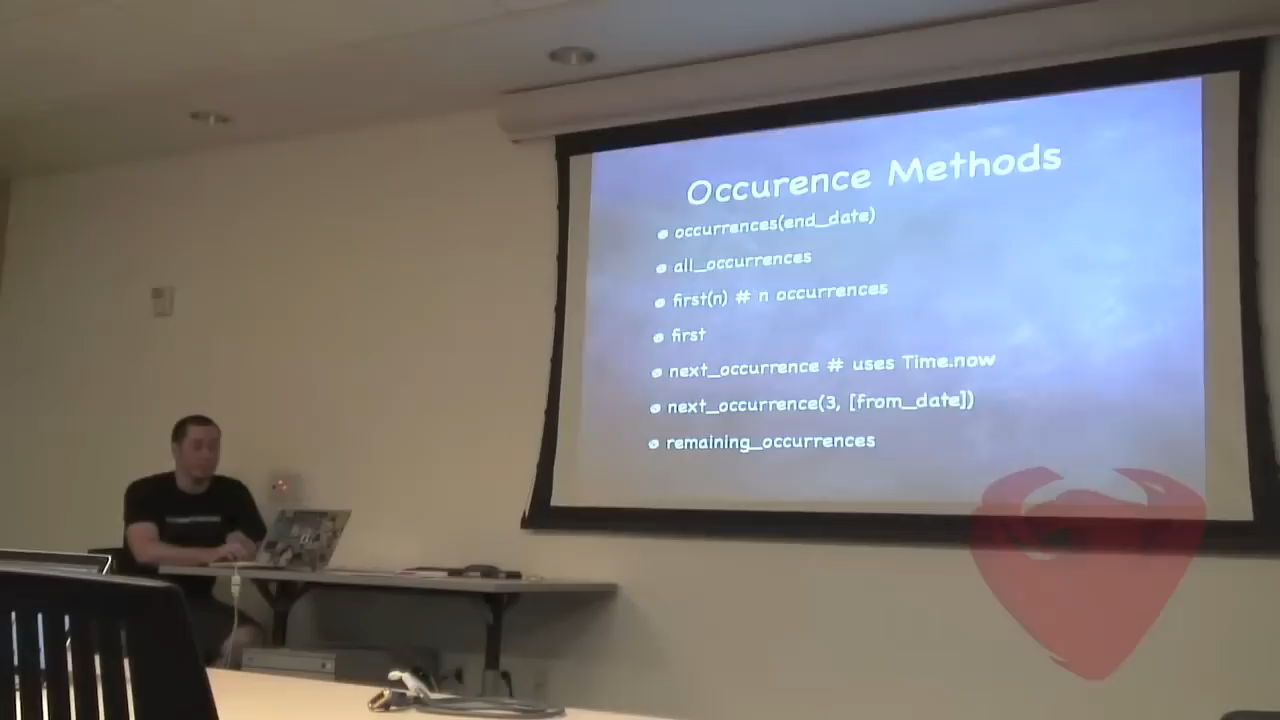 Occurence Methods
occurrences(end_date)
all_occurrences
first(n) # n occurrences
first
next_occurrence # uses Time.now
next_occurrence(3, [from_date])
remaining_occurrences